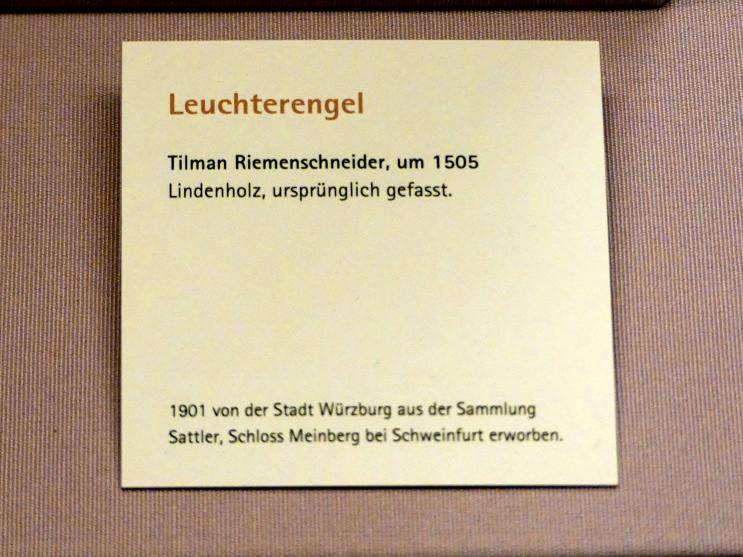 Leuchterengel
Tilman Riemenschneider, um 1505
Lindenholz, ursprünglich gefasst.
1901 von der Stadt Würzburg aus der Sammlung
Sattler, Schloss Meinberg bei Schweinfurt erworben.